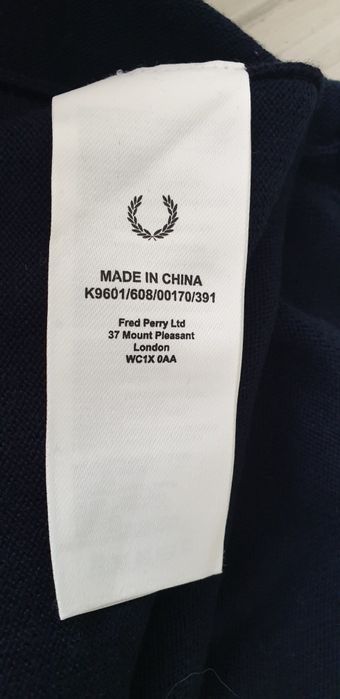 MADE IN CHINA
K9601/608/00170/391
Fred Perry Ltd
37 Mount Pleasant
London
WC1X 0AA